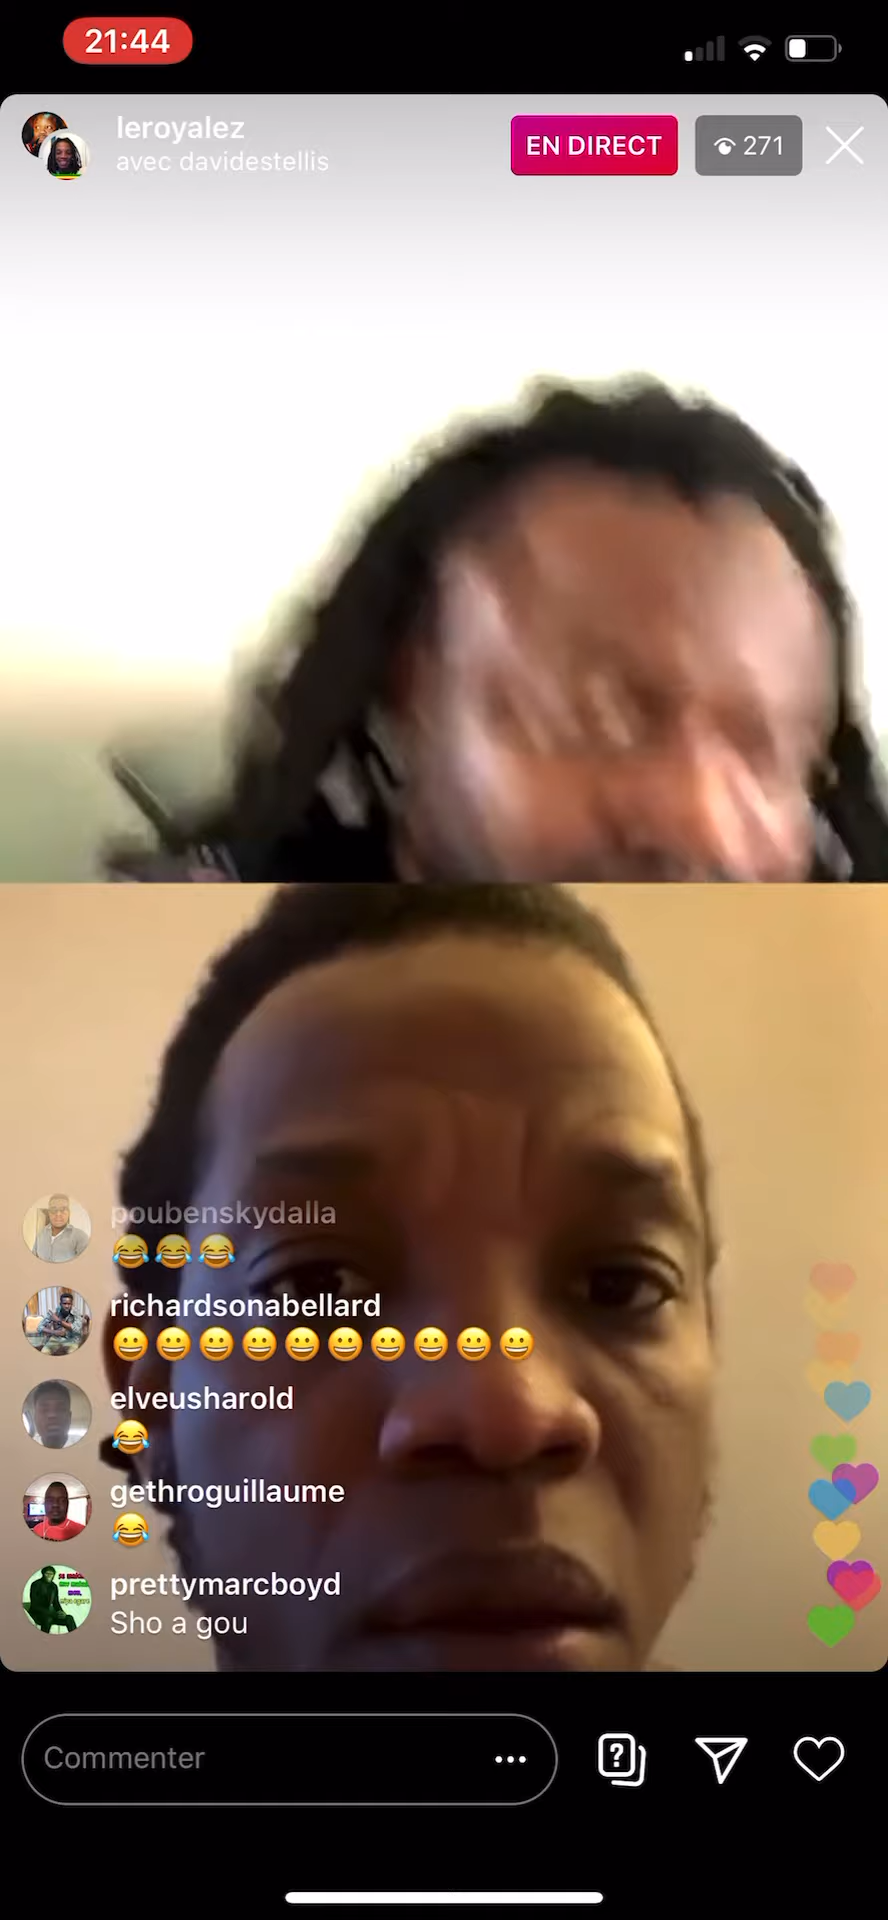 21:44
leroyalez
avec davidestellis
EN DIRECT
271
poubenskydalla
😂😂😂
richardsonabellard
😀😀😀😀😀😀😀😀😀😀
elveusharold
😂
gethroguillaume
😂
prettymarcboyd
Sho a gou
Commenter